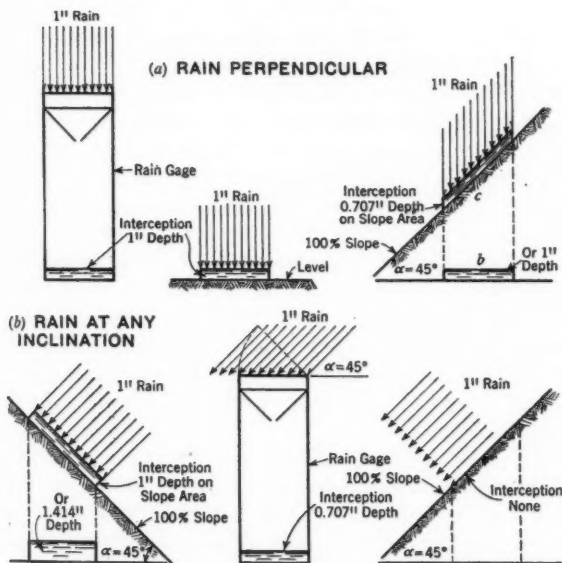 1" Rain
(a) RAIN PERPENDICULAR
1" Rain
Rain Gage
1" Rain
Interception
1" Depth
Level
Interception
0.707" Depth
on Slope Area
c
100% Slope
α=45°
b
Or 1"
Depth
(b) RAIN AT ANY
INCLINATION
1" Rain
α=45°
1" Rain
1" Rain
Interception
1" Depth on
Slope Area
Or
1.414"
Depth
100% Slope
α=45°
Rain Gage
Interception
0.707" Depth
100% Slope
Interception
None
α=45°